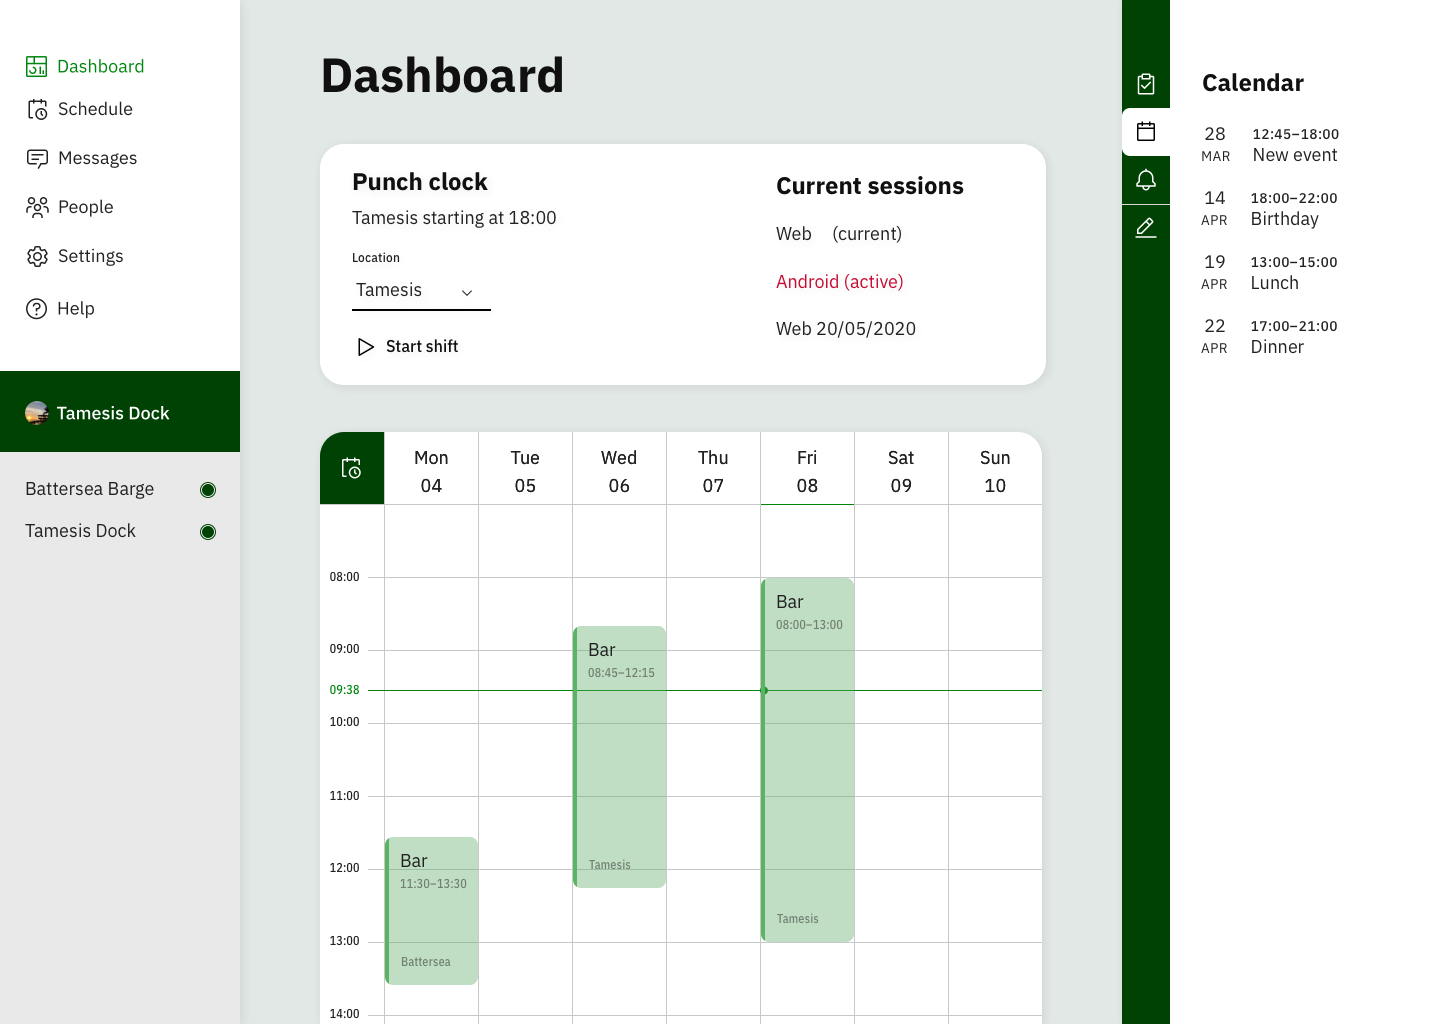 Dashboard
Schedule
Messages
People
Settings
Help
Tamesis Dock
Battersea Barge
Tamesis Dock
Dashboard
Punch clock
Tamesis starting at 18:00
Location
Tamesis
Start shift
Current sessions
Web (current)
Android (active)
Web 20/05/2020
Mon Tue Wed Thu Fri Sat Sun
04 05 06 07 08 09 10
08:00
09:00
09:38
10:00
11:00
12:00
13:00
14:00
Bar
11:30–13:30
Battersea
Bar
08:45–12:15
Tamesis
Bar
08:00–13:00
Tamesis
Calendar
28 12:45–18:00
MAR New event
14 18:00–22:00
APR Birthday
19 13:00–15:00
APR Lunch
22 17:00–21:00
APR Dinner